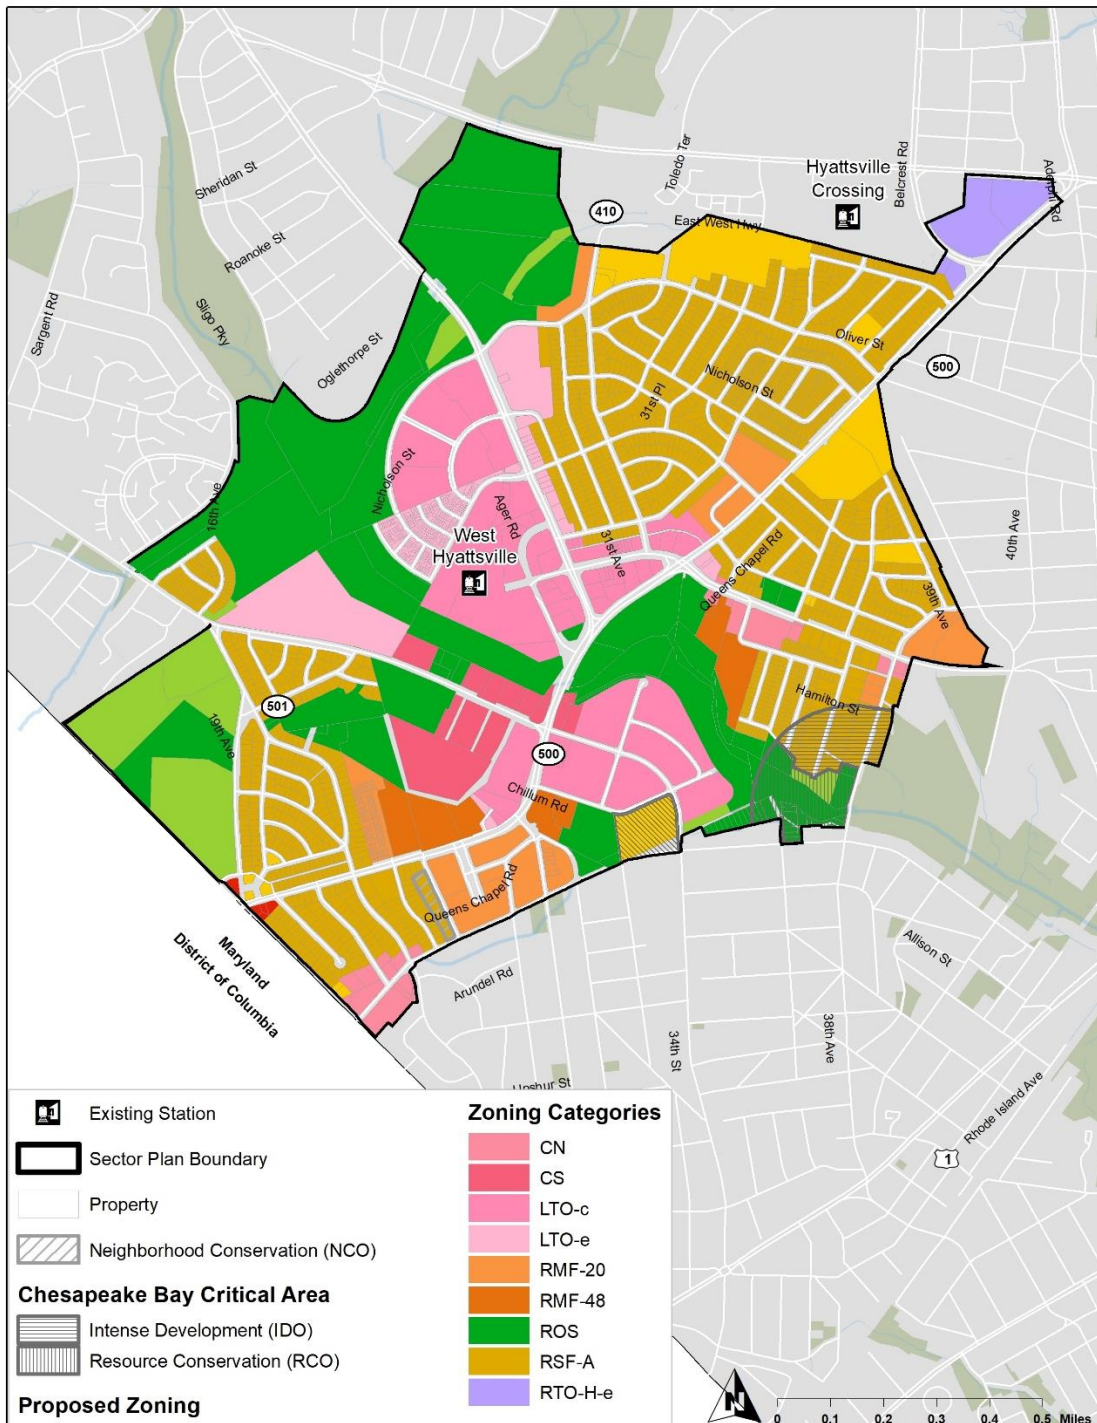 Sheridan St
Roanoke St
Sargent Rd
Sligo Pky
Oglethorpe St
Toledo Ter
Belcrest Rd
Adelphi Rd
Hyattsville
Crossing
410
East West Hwy
Oliver St
500
Nicholson St
31st Pl
Nicholson St
16th Ave
Ager Rd
West
Hyattsville
31st Ave
Queens Chapel Rd
40th Ave
39th Ave
Hamilton St
501
19th Ave
500
Chillum Rd
Queens Chapel Rd
Maryland
District of Columbia
Arundel Rd
Allison St
34th St
38th Ave
Upshur St
Rhode Island Ave
1
Existing Station
Sector Plan Boundary
Property
Neighborhood Conservation (NCO)
Chesapeake Bay Critical Area
Intense Development (IDO)
Resource Conservation (RCO)
Proposed Zoning
Zoning Categories
CN
CS
LTO-c
LTO-e
RMF-20
RMF-48
ROS
RSF-A
RTO-H-e
N
0 0.1 0.2 0.3 0.4 0.5 Miles